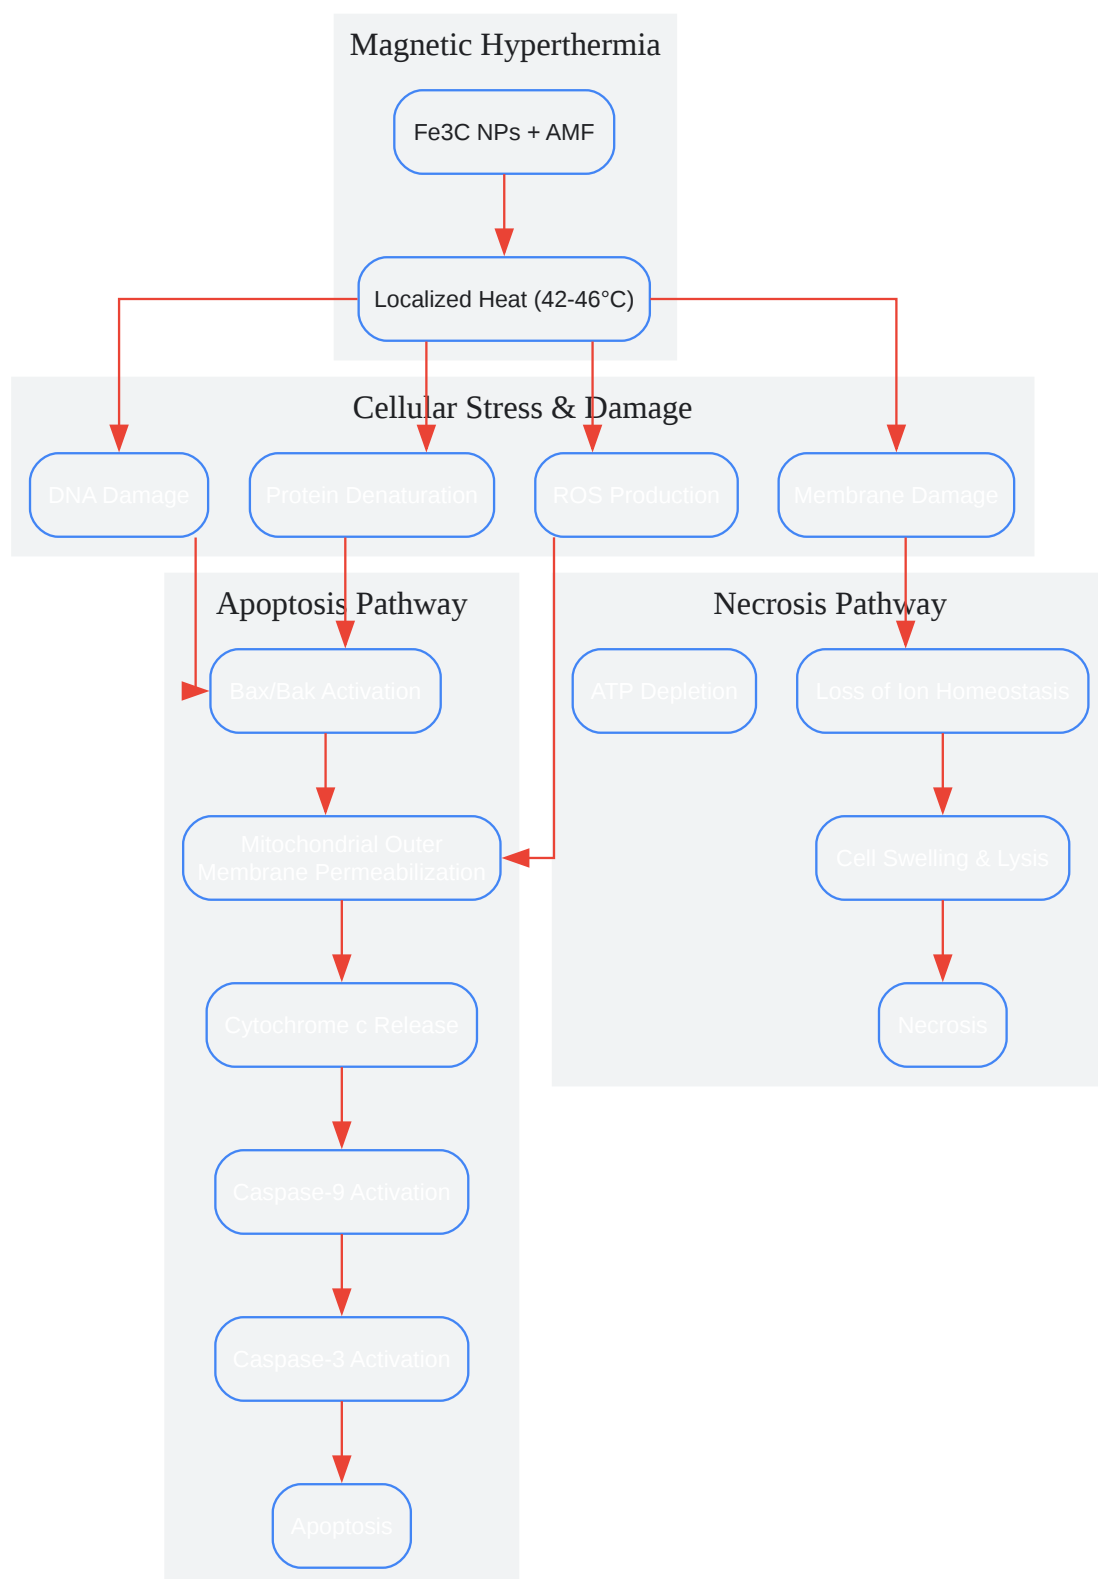 Magnetic Hyperthermia
Fe3C NPs + AMF
Localized Heat (42-46°C)
Cellular Stress & Damage
DNA Damage
Protein Denaturation
ROS Production
Membrane Damage
Apoptosis Pathway
Bax/Bak Activation
Mitochondrial Outer
Membrane Permeabilization
Cytochrome c Release
Caspase-9 Activation
Caspase-3 Activation
Apoptosis
Necrosis Pathway
ATP Depletion
Loss of Ion Homeostasis
Cell Swelling & Lysis
Necrosis